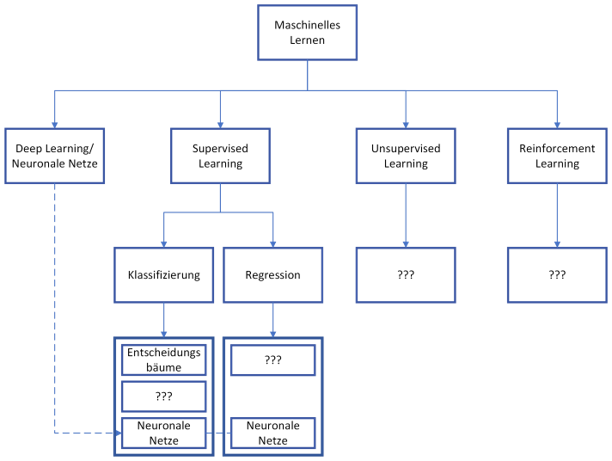 Maschinelles
Lernen
Deep Learning/
Neuronale Netze
Supervised
Learning
Unsupervised
Learning
Reinforcement
Learning
Klassifizierung
Regression
???
???
Entscheidungs
bäume
???
Neuronale
Netze
???
Neuronale
Netze